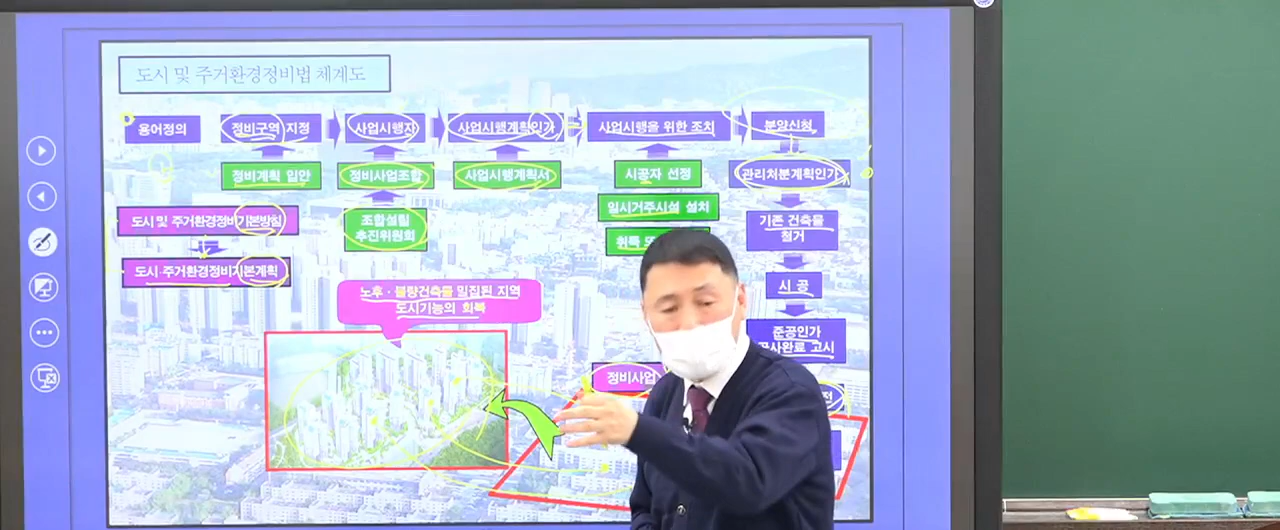 도시 및 주거환경정비법 체계도
용어정의
정비구역 지정
사업시행자
사업시행계획인가
사업시행을 위한 조치
분양신청
정비계획 입안
정비사업조합
사업시행계획서
시공자 선정
관리처분계획인가
도시 및 주거환경정비기본방침
조합설립
추진위원회
일시거주시설 설치
기존 건축물
철거
도시·주거환경정비기본계획
시 공
노후·불량건축물 밀집된 지역
도시기능의 회복
준공인가
공사완료 고시
정비사업